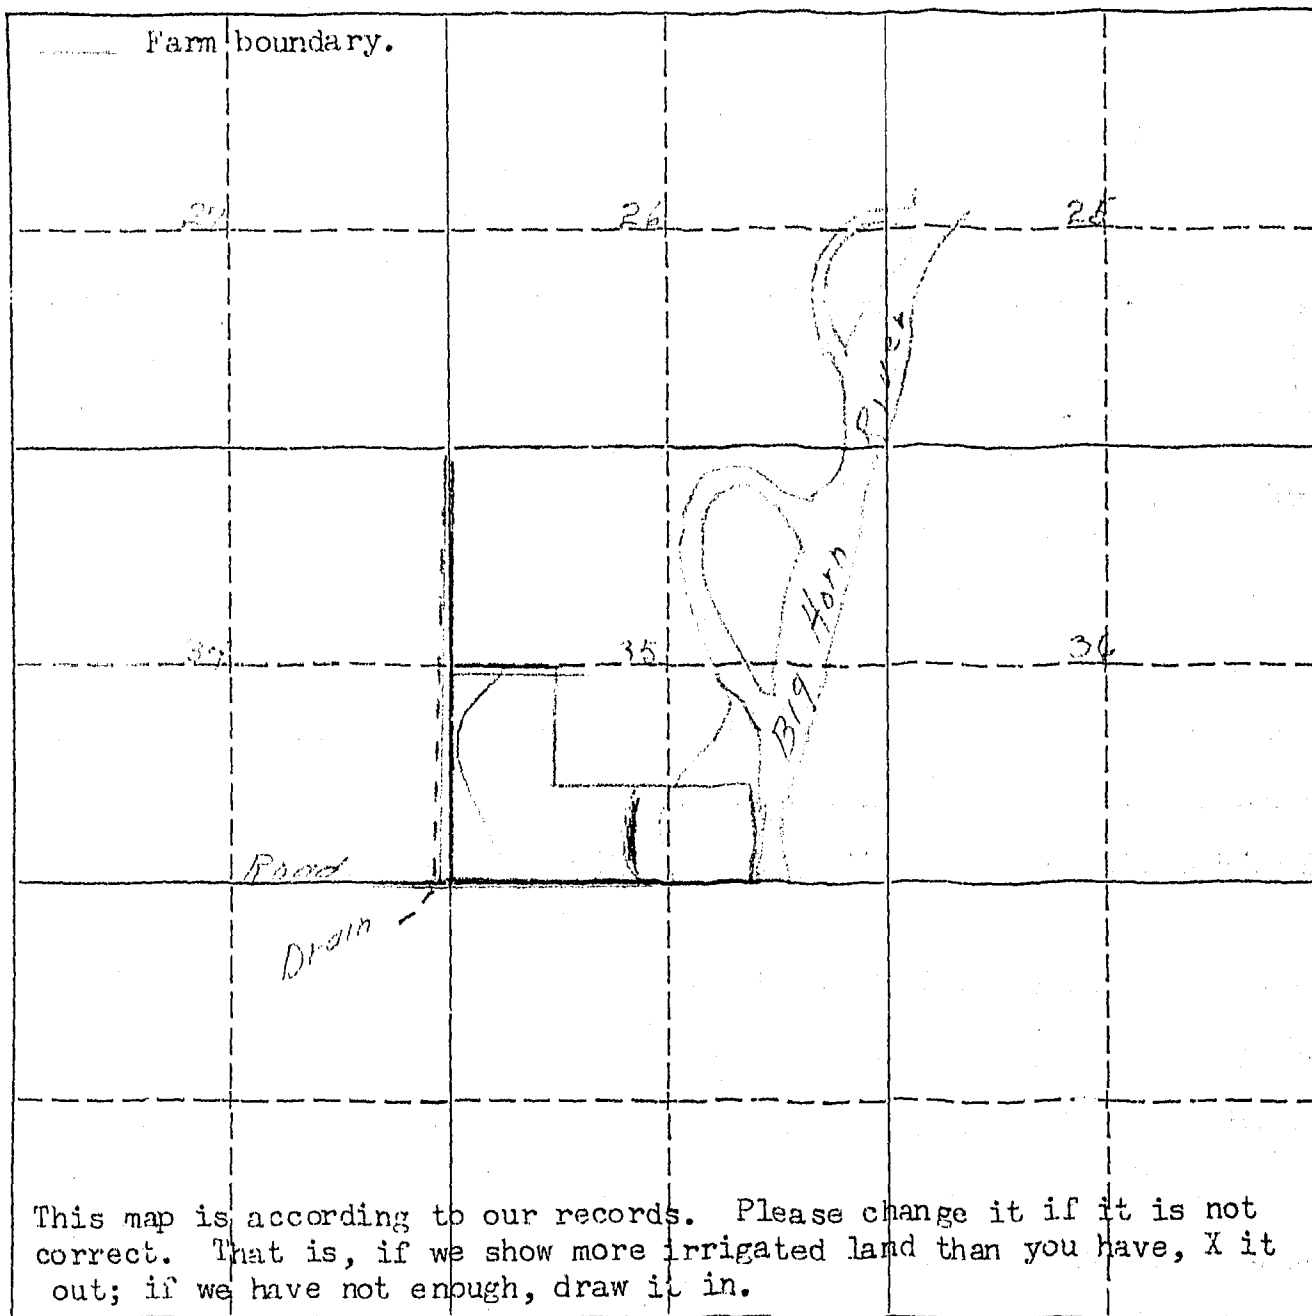 Farm boundary.
26
25
River
Horn
35
Big
Road
Drain
This map is according to our records. Please change it if it is not
correct. That is, if we show more irrigated land than you have, X it
out; if we have not enough, draw it in.